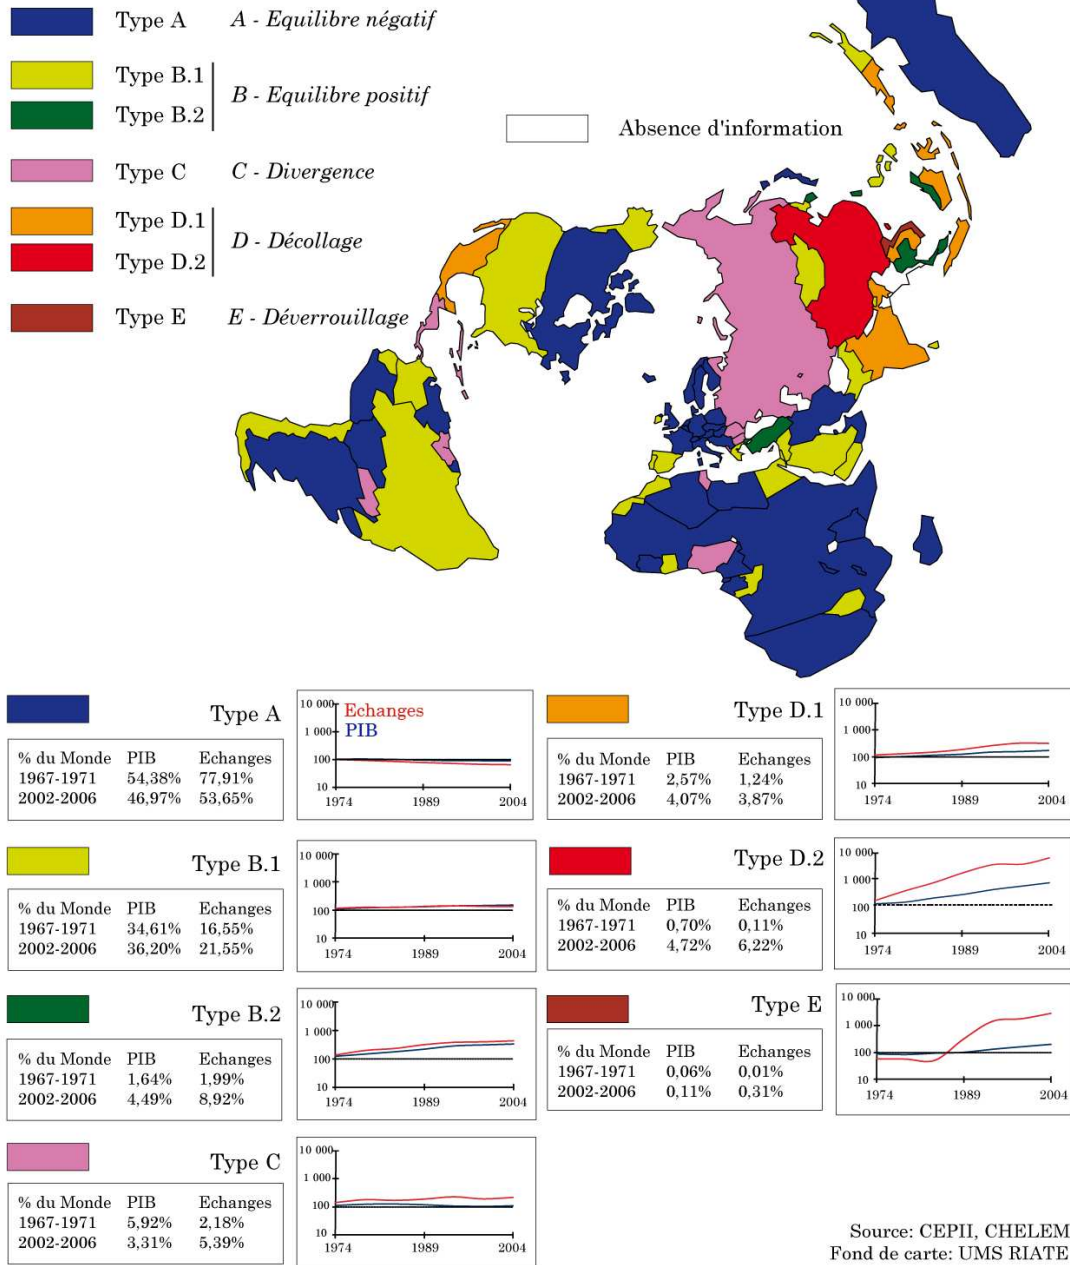 Type A A - Equilibre négatif
Type B.1
B - Equilibre positif
Type B.2
Absence d'information
Type C C - Divergence
Type D.1
D - Décollage
Type D.2
Type E E - Déverrouillage
Type A
% du Monde PIB Echanges
1967-1971 54,38% 77,91%
2002-2006 46,97% 53,65%
10 000
1 000
100
10
Echanges
PIB
1974 1989 2004
Type D.1
% du Monde PIB Echanges
1967-1971 2,57% 1,24%
2002-2006 4,07% 3,87%
10 000
1 000
100
10
1974 1989 2004
Type B.1
% du Monde PIB Echanges
1967-1971 34,61% 16,55%
2002-2006 36,20% 21,55%
10 000
1 000
100
10
1974 1989 2004
Type D.2
% du Monde PIB Echanges
1967-1971 0,70% 0,11%
2002-2006 4,72% 6,22%
10 000
1 000
100
10
1974 1989 2004
Type B.2
% du Monde PIB Echanges
1967-1971 1,64% 1,99%
2002-2006 4,49% 8,92%
10 000
1 000
100
10
1974 1989 2004
Type E
% du Monde PIB Echanges
1967-1971 0,06% 0,01%
2002-2006 0,11% 0,31%
10 000
1 000
100
10
1974 1989 2004
Type C
% du Monde PIB Echanges
1967-1971 5,92% 2,18%
2002-2006 3,31% 5,39%
10 000
1 000
100
10
1974 1989 2004
Source: CEPII, CHELEM
Fond de carte: UMS RIATE